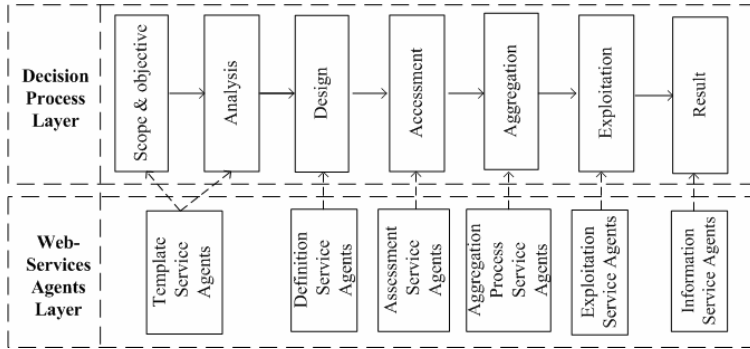 Decision
Process
Layer
Scope & objective
Analysis
Design
Accessment
Aggregation
Exploitation
Result
Web-
Services
Agents
Layer
Template
Service
Agents
Definition
Service
Agents
Assessment
Service
Agents
Aggregation
Process
Service
Agents
Exploitation
Service Agents
Information
Service Agents